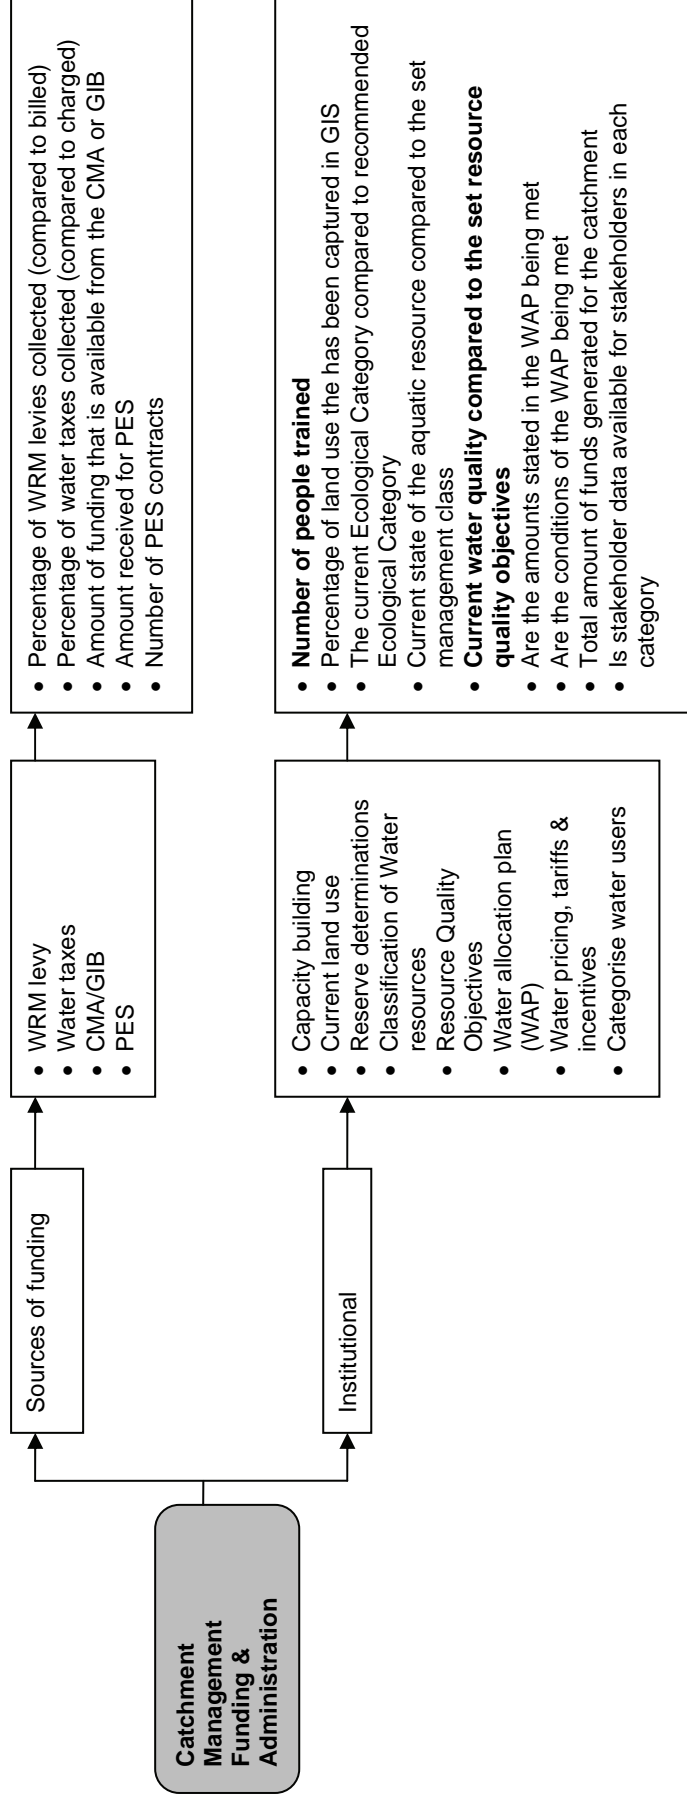 Catchment
Management
Funding &
Administration
Sources of funding
• WRM levy
• Water taxes
• CMA/GIB
• PES
• Percentage of WRM levies collected (compared to billed)
• Percentage of water taxes collected (compared to charged)
• Amount of funding that is available from the CMA or GIB
• Amount received for PES
• Number of PES contracts
Institutional
• Capacity building
• Current land use
• Reserve determinations
• Classification of Water
resources
• Resource Quality
Objectives
• Water allocation plan
(WAP)
• Water pricing, tariffs &
incentives
• Categorise water users
• Number of people trained
• Percentage of land use the has been captured in GIS
• The current Ecological Category compared to recommended
Ecological Category
• Current state of the aquatic resource compared to the set
management class
• Current water quality compared to the set resource
quality objectives
• Are the amounts stated in the WAP being met
• Are the conditions of the WAP being met
• Total amount of funds generated for the catchment
• Is stakeholder data available for stakeholders in each
category